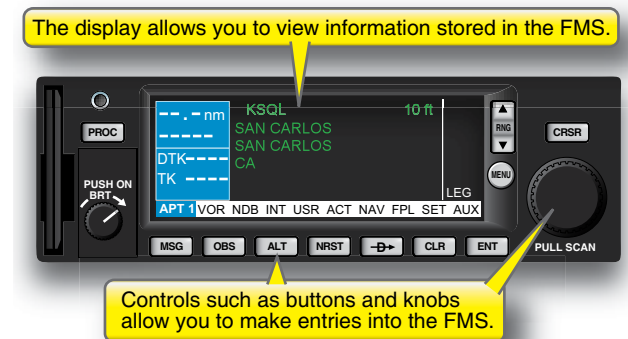 The display allows you to view information stored in the FMS.
PROC
PUSH ON
BRT
--.- nm
-----
DTK----
TK ----
KSQL 10 ft
SAN CARLOS
SAN CARLOS
CA
LEG
APT 1 VOR NDB INT USR ACT NAV FPL SET AUX
RNG
MENU
CRSR
PULL SCAN
MSG OBS ALT NRST D CLR ENT
Controls such as buttons and knobs
allow you to make entries into the FMS.